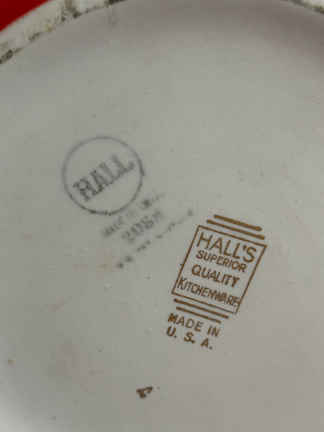 HALL
HALL'S
SUPERIOR
QUALITY
KITCHENWARE
MADE IN
U. S. A.